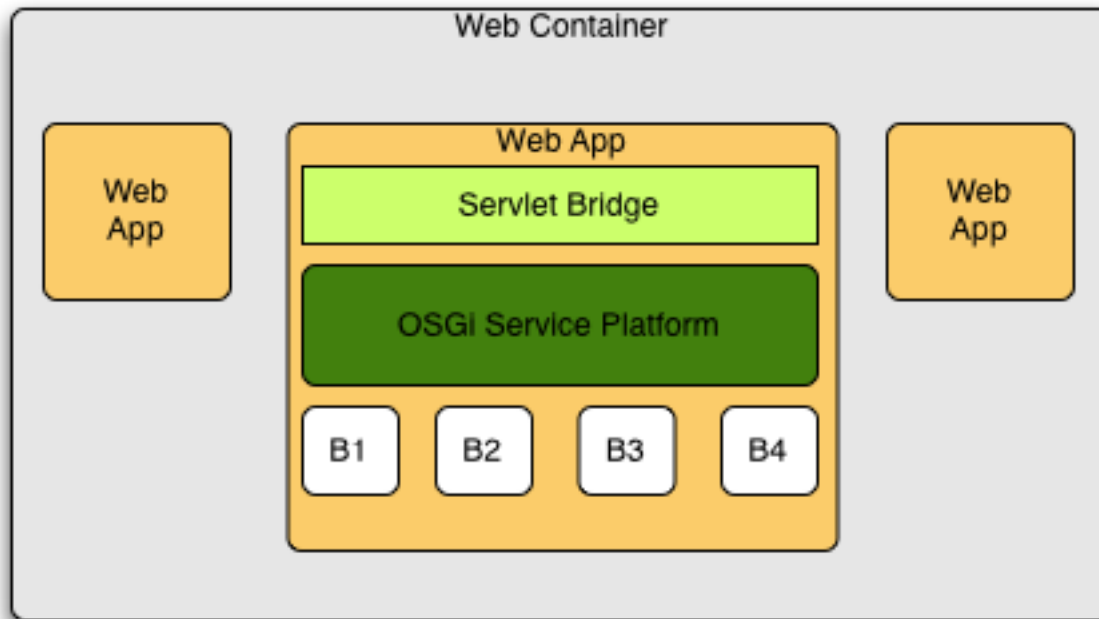 Web Container
Web
App
Web App
Servlet Bridge
OSGi Service Platform
B1
B2
B3
B4
Web
App